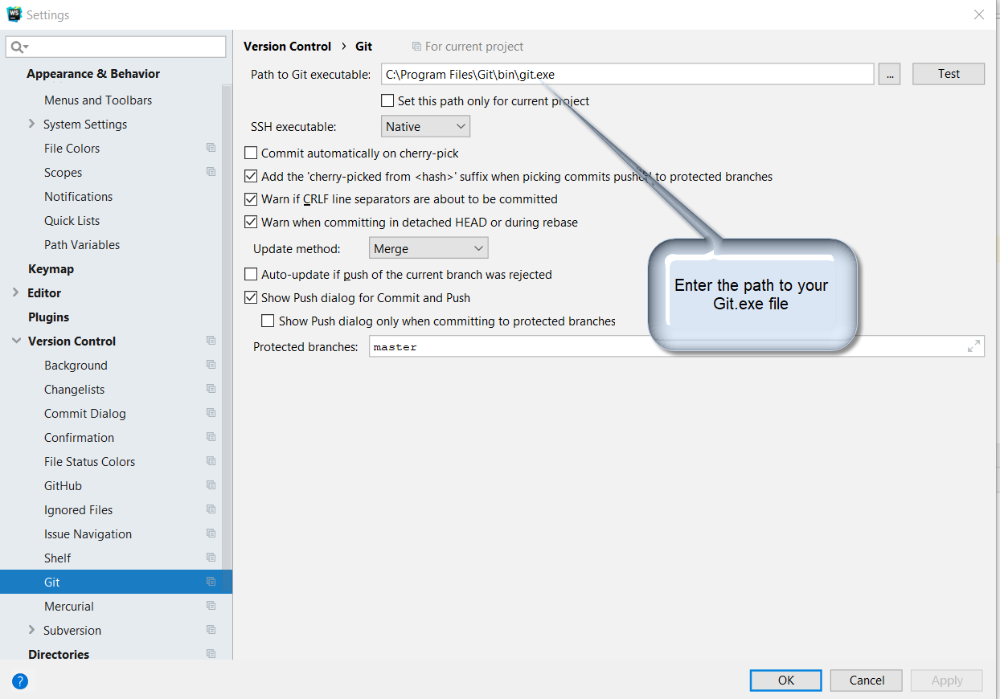 WS Settings
Appearance & Behavior
Menus and Toolbars
System Settings
File Colors
Scopes
Notifications
Quick Lists
Path Variables
Keymap
Editor
Plugins
Version Control
Background
Changelists
Commit Dialog
Confirmation
File Status Colors
GitHub
Ignored Files
Issue Navigation
Shelf
Git
Mercurial
Subversion
Directories
?
Version Control › Git For current project
Path to Git executable: C:\Program Files\Git\bin\git.exe ... Test
Set this path only for current project
SSH executable: Native
Commit automatically on cherry-pick
Add the 'cherry-picked from <hash>' suffix when picking commits pushed to protected branches
Warn if CRLF line separators are about to be committed
Warn when committing in detached HEAD or during rebase
Update method: Merge
Auto-update if push of the current branch was rejected
Show Push dialog for Commit and Push
Show Push dialog only when committing to protected branches
Protected branches: master
Enter the path to your
Git.exe file
OK Cancel Apply